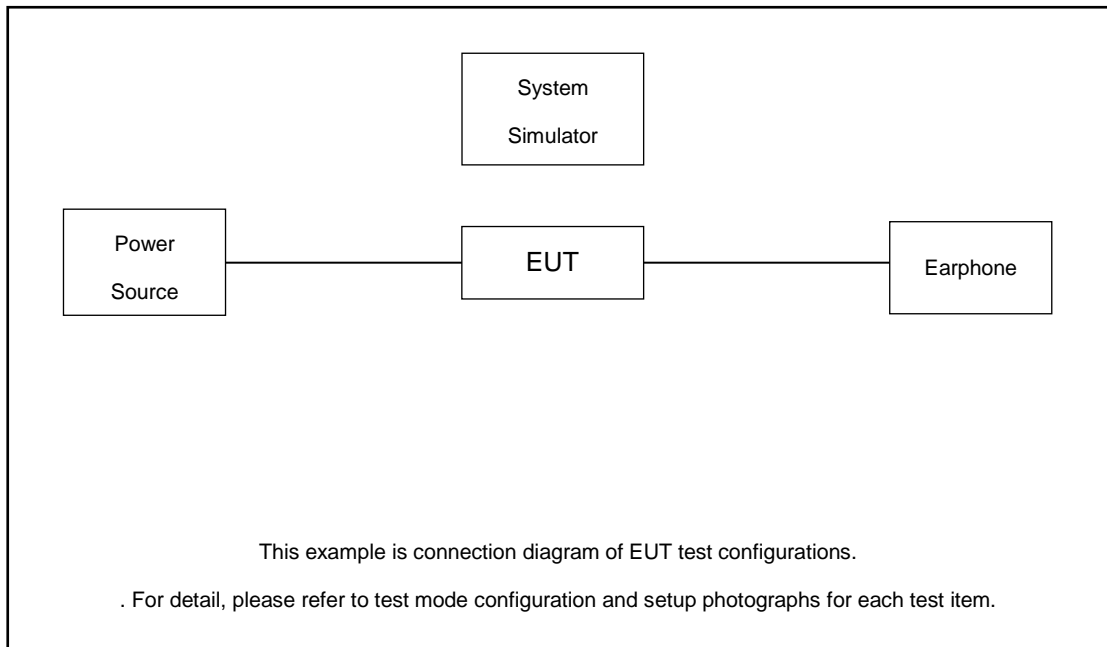 System
Simulator
Power
Source
EUT
Earphone
This example is connection diagram of EUT test configurations.
. For detail, please refer to test mode configuration and setup photographs for each test item.